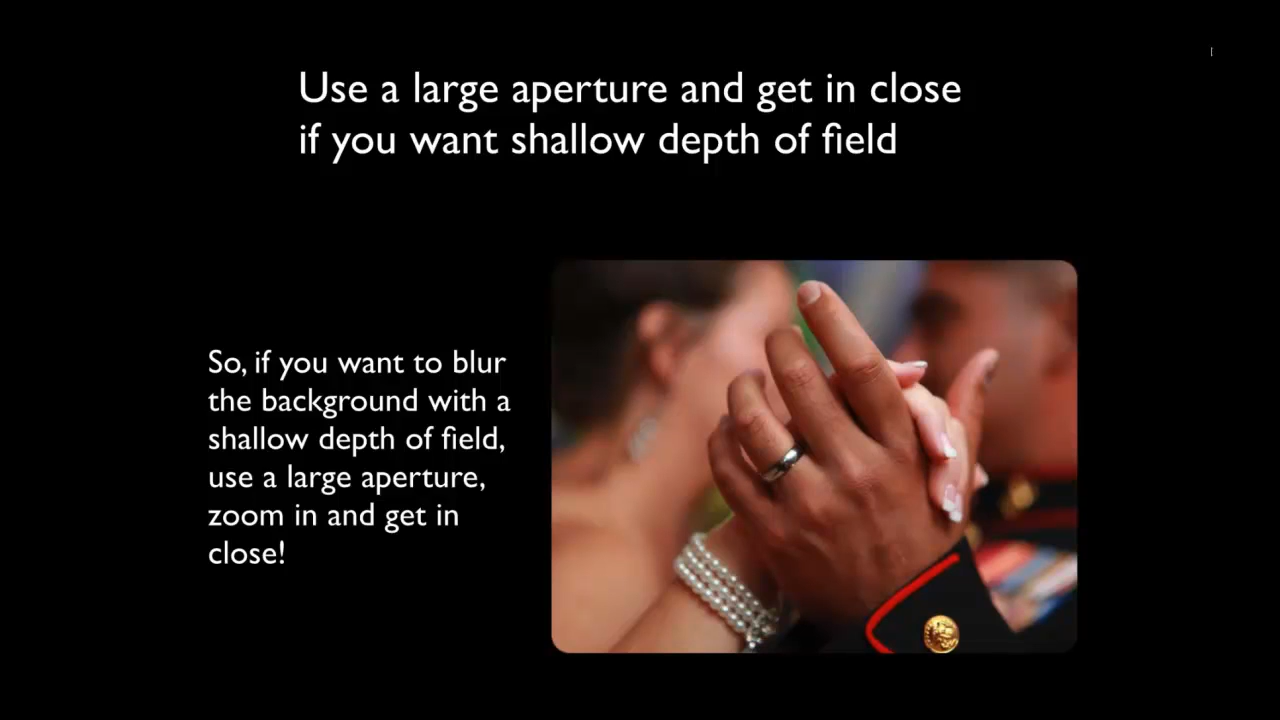 Use a large aperture and get in close
if you want shallow depth of field
So, if you want to blur
the background with a
shallow depth of field,
use a large aperture,
zoom in and get in
close!